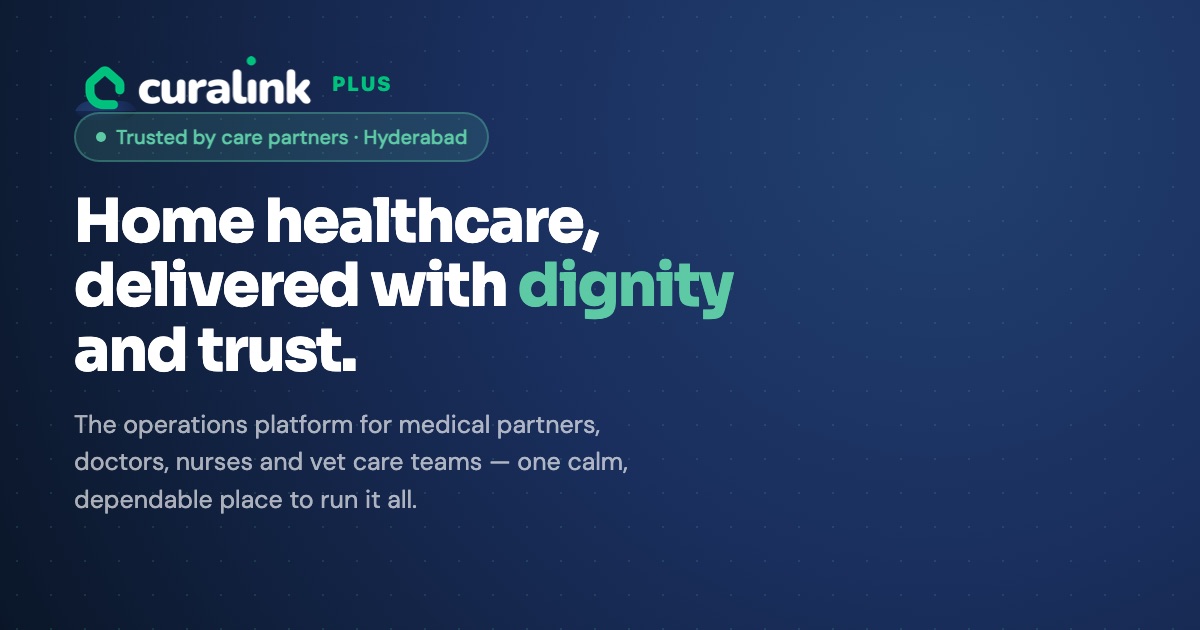 curalink PLUS
Trusted by care partners · Hyderabad
Home healthcare,
delivered with dignity
and trust.
The operations platform for medical partners,
doctors, nurses and vet care teams — one calm,
dependable place to run it all.